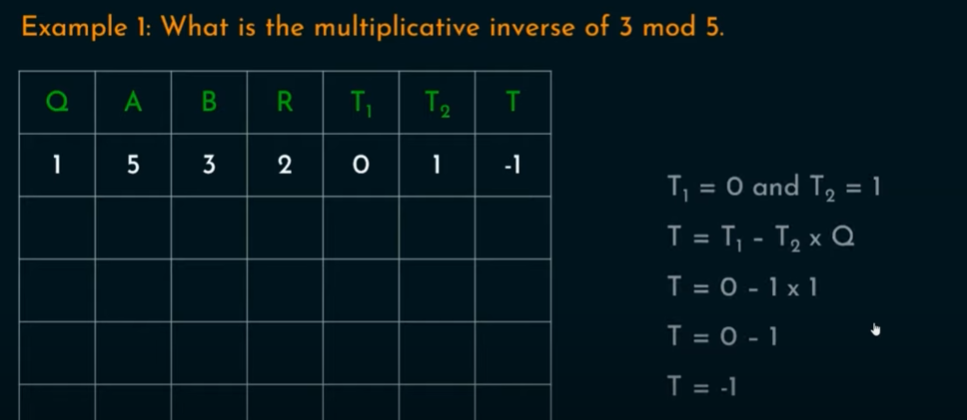 Example 1: What is the multiplicative inverse of 3 mod 5.
Q A B R T₁ T₂ T
1 5 3 2 0 1 -1
T₁ = 0 and T₂ = 1
T = T₁ - T₂ x Q
T = 0 - 1 x 1
T = 0 - 1
T = -1